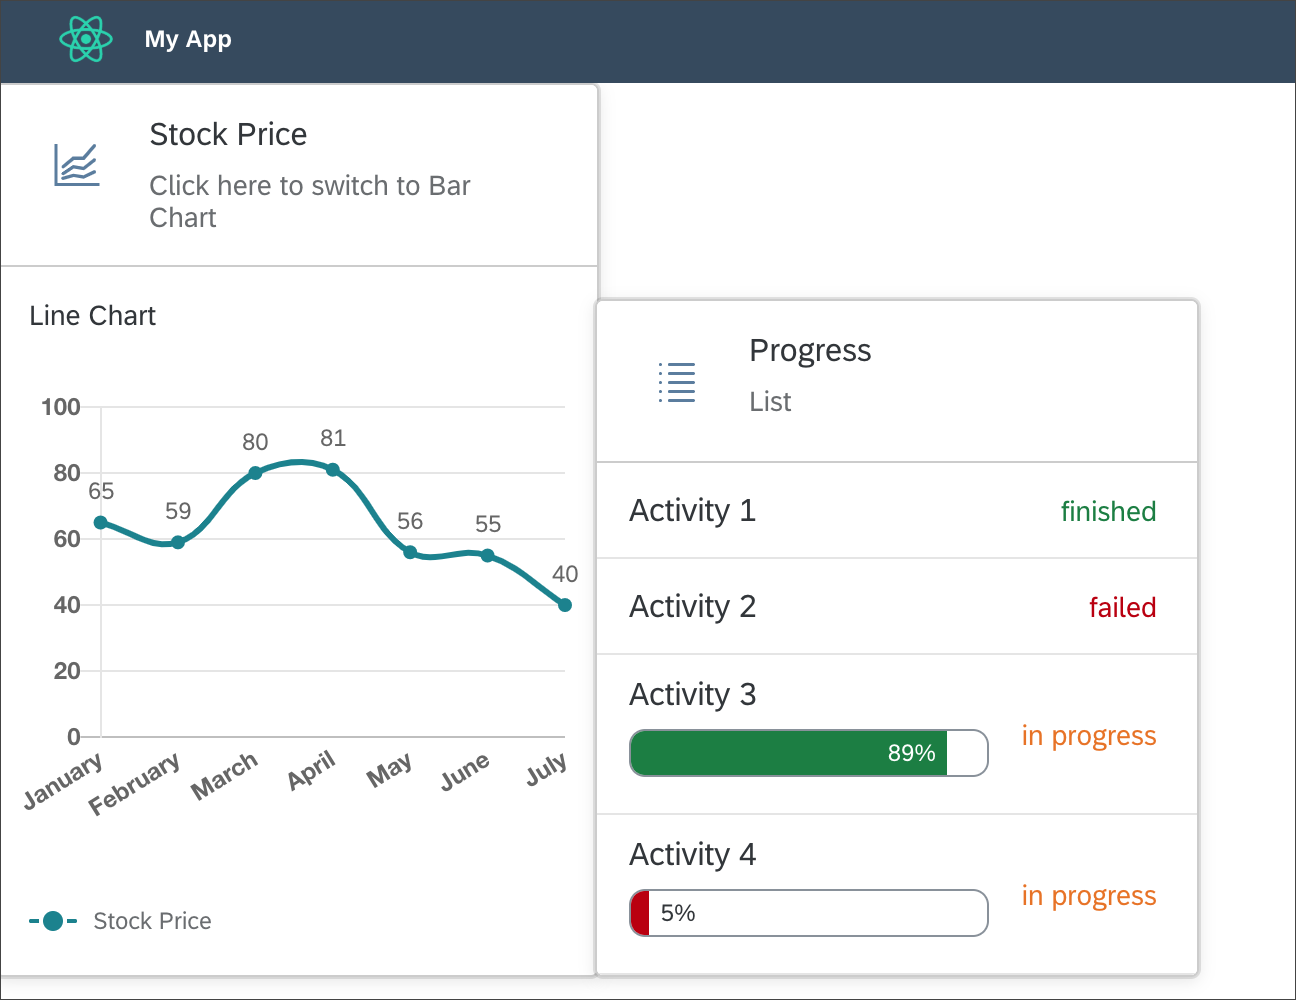 My App
Stock Price
Click here to switch to Bar
Chart
Line Chart
100
80
60
40
20
0
65
59
80
81
56
55
40
January
February
March
April
May
June
July
Stock Price
Progress
List
Activity 1
finished
Activity 2
failed
Activity 3
89%
in progress
Activity 4
5%
in progress